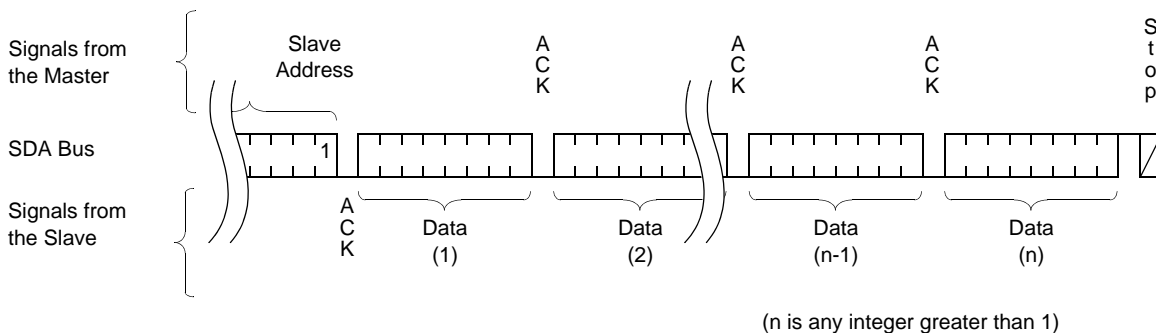 Signals from
the Master
Slave
Address
A
C
K
A
C
K
A
C
K
S
t
o
p
SDA Bus
1
Signals from
the Slave
A
C
K
Data
(1)
Data
(2)
Data
(n-1)
Data
(n)
(n is any integer greater than 1)